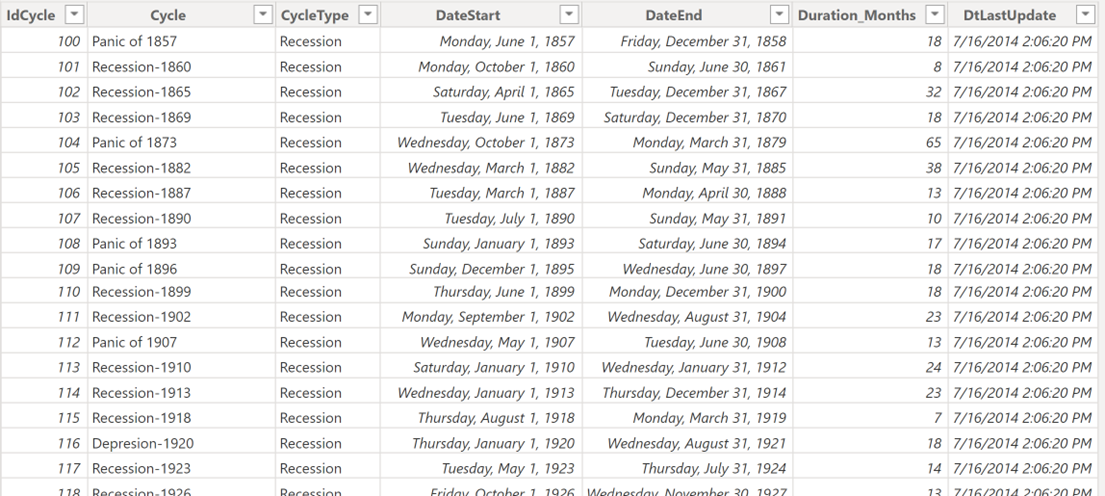 IdCycle Cycle CycleType DateStart DateEnd Duration_Months DtLastUpdate
100 Panic of 1857 Recession Monday, June 1, 1857 Friday, December 31, 1858 18 7/16/2014 2:06:20 PM
101 Recession-1860 Recession Monday, October 1, 1860 Sunday, June 30, 1861 8 7/16/2014 2:06:20 PM
102 Recession-1865 Recession Saturday, April 1, 1865 Tuesday, December 31, 1867 32 7/16/2014 2:06:20 PM
103 Recession-1869 Recession Tuesday, June 1, 1869 Saturday, December 31, 1870 18 7/16/2014 2:06:20 PM
104 Panic of 1873 Recession Wednesday, October 1, 1873 Monday, March 31, 1879 65 7/16/2014 2:06:20 PM
105 Recession-1882 Recession Wednesday, March 1, 1882 Sunday, May 31, 1885 38 7/16/2014 2:06:20 PM
106 Recession-1887 Recession Tuesday, March 1, 1887 Monday, April 30, 1888 13 7/16/2014 2:06:20 PM
107 Recession-1890 Recession Tuesday, July 1, 1890 Sunday, May 31, 1891 10 7/16/2014 2:06:20 PM
108 Panic of 1893 Recession Sunday, January 1, 1893 Saturday, June 30, 1894 17 7/16/2014 2:06:20 PM
109 Panic of 1896 Recession Sunday, December 1, 1895 Wednesday, June 30, 1897 18 7/16/2014 2:06:20 PM
110 Recession-1899 Recession Thursday, June 1, 1899 Monday, December 31, 1900 18 7/16/2014 2:06:20 PM
111 Recession-1902 Recession Monday, September 1, 1902 Wednesday, August 31, 1904 23 7/16/2014 2:06:20 PM
112 Panic of 1907 Recession Wednesday, May 1, 1907 Tuesday, June 30, 1908 13 7/16/2014 2:06:20 PM
113 Recession-1910 Recession Saturday, January 1, 1910 Wednesday, January 31, 1912 24 7/16/2014 2:06:20 PM
114 Recession-1913 Recession Wednesday, January 1, 1913 Thursday, December 31, 1914 23 7/16/2014 2:06:20 PM
115 Recession-1918 Recession Thursday, August 1, 1918 Monday, March 31, 1919 7 7/16/2014 2:06:20 PM
116 Depresion-1920 Recession Thursday, January 1, 1920 Wednesday, August 31, 1921 18 7/16/2014 2:06:20 PM
117 Recession-1923 Recession Tuesday, May 1, 1923 Thursday, July 31, 1924 14 7/16/2014 2:06:20 PM
118 Recession-1926 Recession Friday, October 1, 1926 Wednesday, November 30, 1927 13 7/16/2014 2:06:20 PM